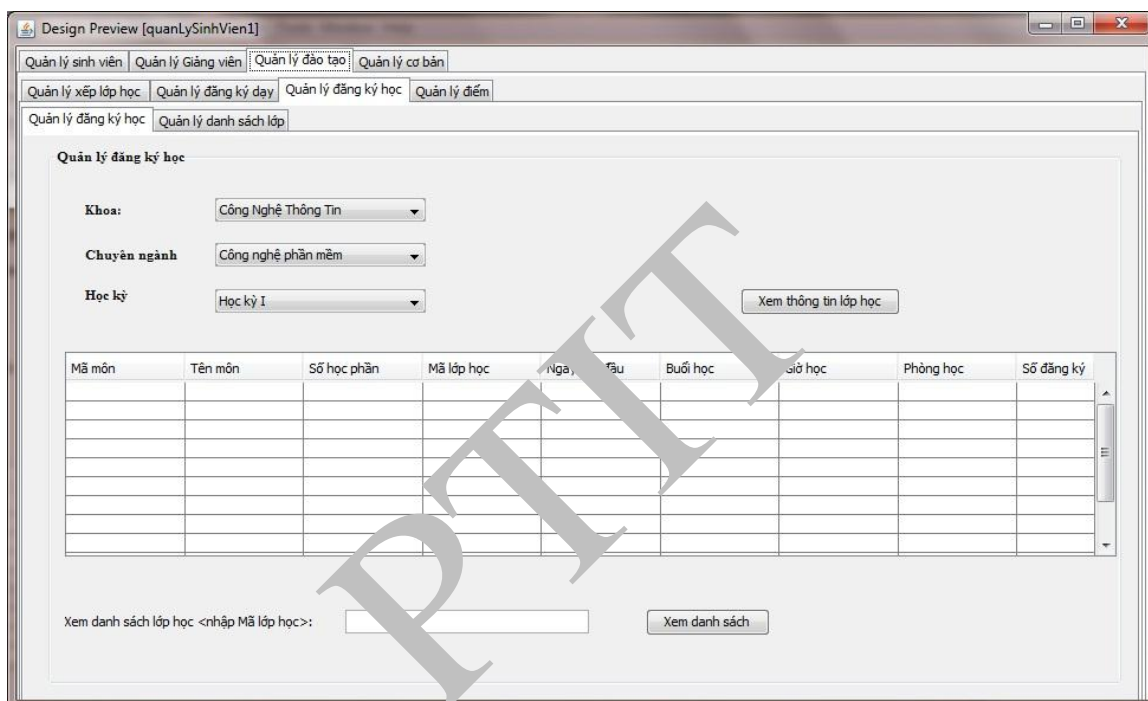 Design Preview [quanLySinhVien1]
Quản lý sinh viên Quản lý Giảng viên Quản lý đào tạo Quản lý cơ bản
Quản lý xếp lớp học Quản lý đăng ký dạy Quản lý đăng ký học Quản lý điểm
Quản lý đăng ký học Quản lý danh sách lớp
Quản lý đăng ký học
Khoa: Công Nghệ Thông Tin
Chuyên ngành Công nghệ phần mềm
Học kỳ Học kỳ I Xem thông tin lớp học
Mã môn Tên môn Số học phần Mã lớp học đầu Buổi học Giờ học Phòng học Số đăng ký
Xem danh sách lớp học <nhập Mã lớp học>: Xem danh sách
PTIT